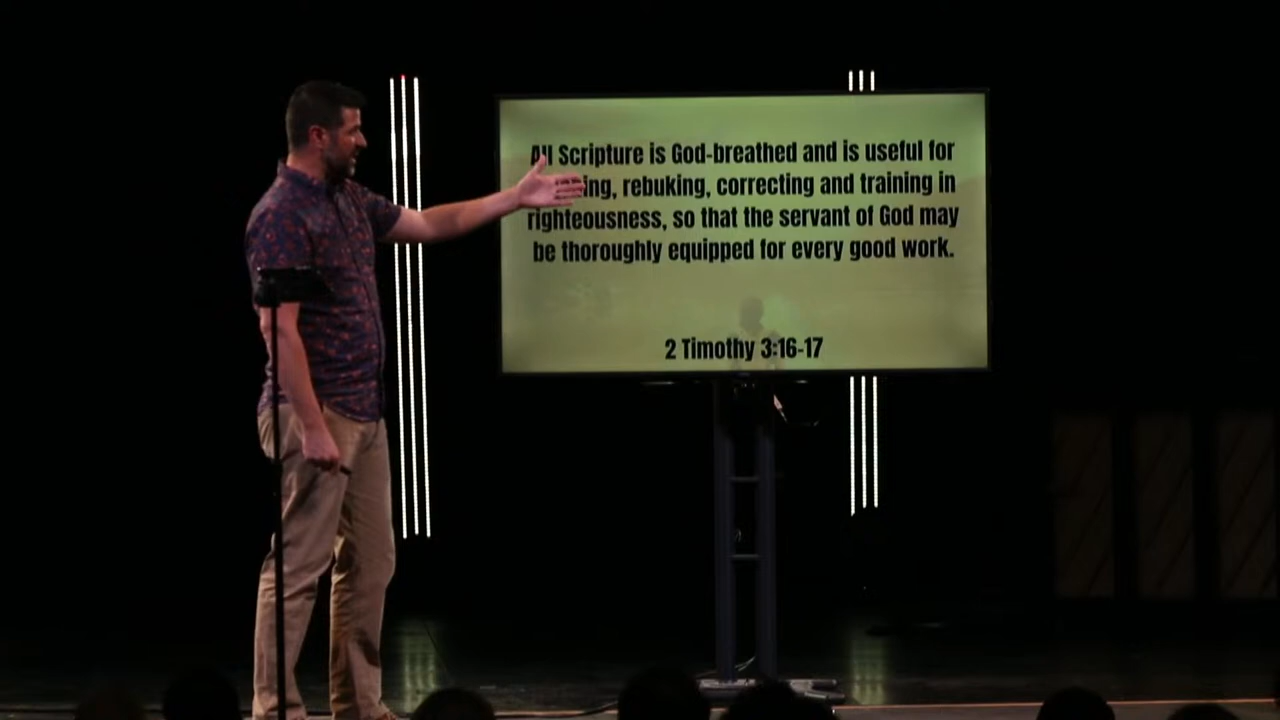 All Scripture is God-breathed and is useful for
ing, rebuking, correcting and training in
righteousness, so that the servant of God may
be thoroughly equipped for every good work.
2 Timothy 3:16-17